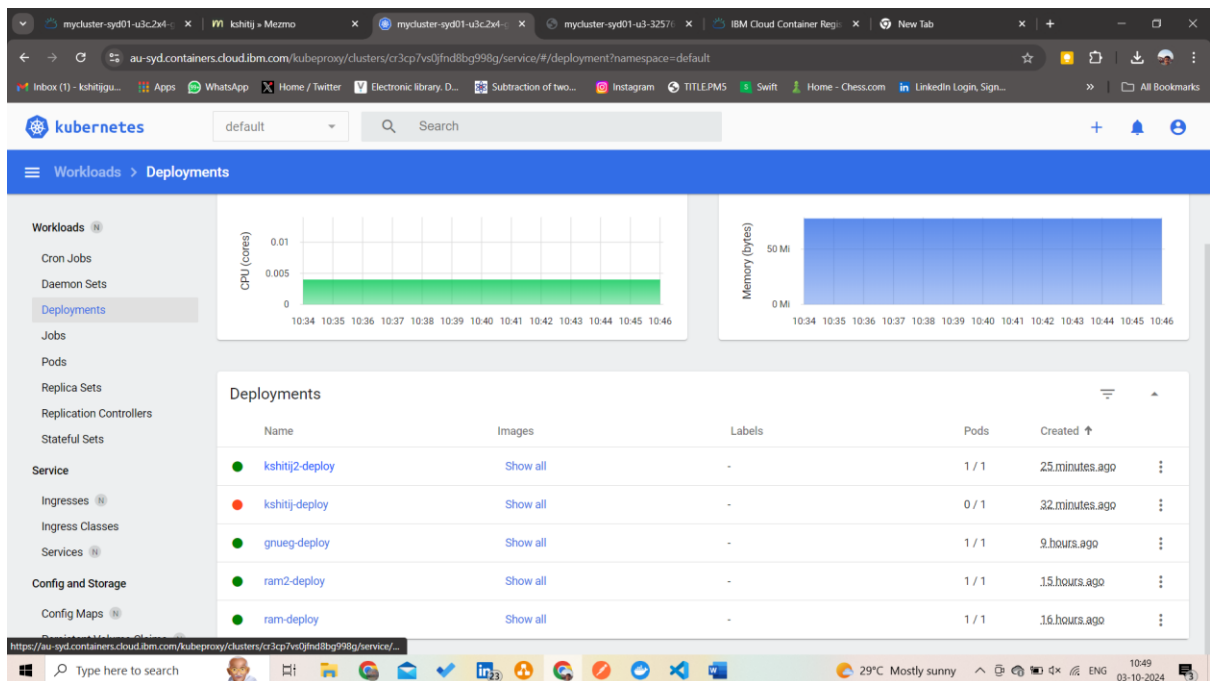 mycluster-syd01-u3c.2x4-g
kshitij » Mezmo
mycluster-syd01-u3c.2x4-g
mycluster-syd01-u3-32576
IBM Cloud Container Regis
New Tab
au-syd.containers.cloud.ibm.com/kubeproxy/clusters/cr3cp7vs0jfnd8bg998g/service/#/deployment?namespace=default
Inbox (1) - kshitijgu...
Apps
WhatsApp
Home / Twitter
Electronic library. D...
Subtraction of two...
Instagram
TITLE.PM5
Swift
Home - Chess.com
LinkedIn Login, Sign...
All Bookmarks
kubernetes
default
Search
Workloads > Deployments
Workloads N
Cron Jobs
Daemon Sets
Deployments
Jobs
Pods
Replica Sets
Replication Controllers
Stateful Sets
Service
Ingresses N
Ingress Classes
Services N
Config and Storage
Config Maps N
CPU (cores)
0.01
0.005
0
10:34 10:35 10:36 10:37 10:38 10:39 10:40 10:41 10:42 10:43 10:44 10:45 10:46
Memory (bytes)
50 Mi
0 Mi
10:34 10:35 10:36 10:37 10:38 10:39 10:40 10:41 10:42 10:43 10:44 10:45 10:46
Deployments
Name Images Labels Pods Created
kshitij2-deploy Show all - 1 / 1 25 minutes ago
kshitij-deploy Show all - 0 / 1 32 minutes ago
gnueg-deploy Show all - 1 / 1 9 hours ago
ram2-deploy Show all - 1 / 1 15 hours ago
ram-deploy Show all - 1 / 1 16 hours ago
https://au-syd.containers.cloud.ibm.com/kubeproxy/clusters/cr3cp7vs0jfnd8bg998g/service/...
Type here to search
29°C Mostly sunny
ENG
10:49
03-10-2024